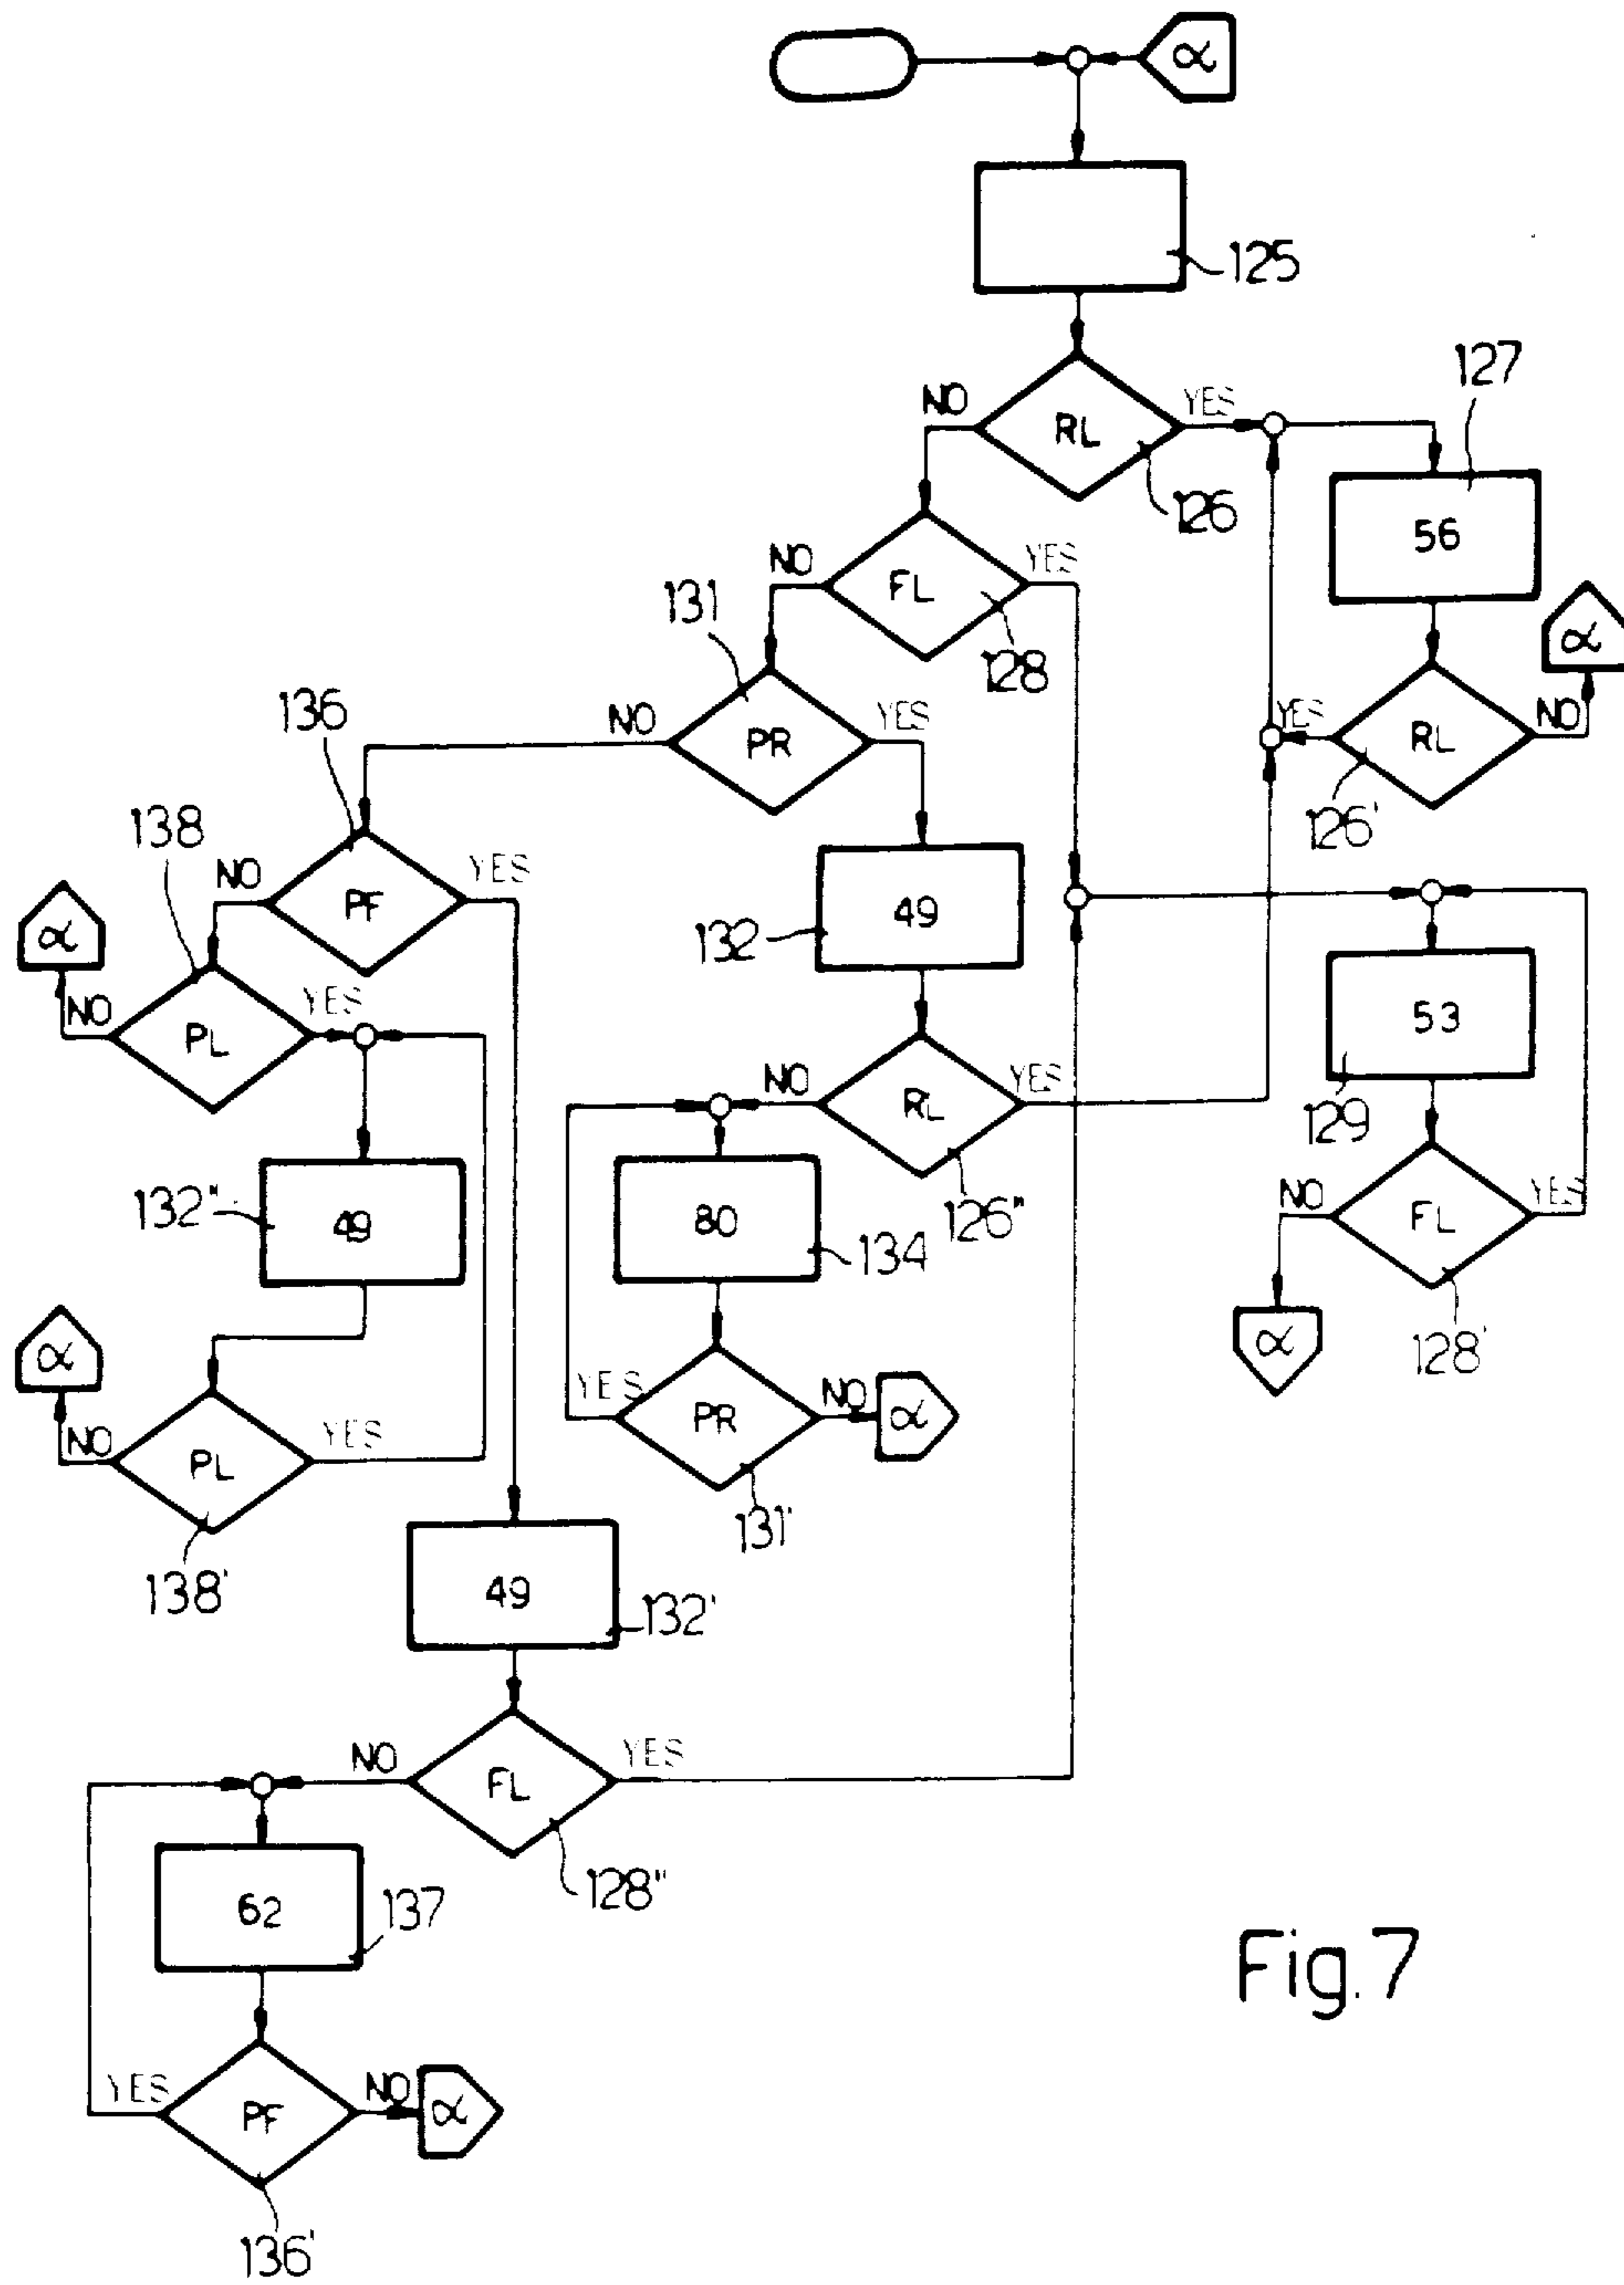 α
125
127
NO
RL
YES
126
56
NO
FL
YES
131
128
α
136
NO
PR
YES
YES
RL
NO
126'
138
NO
PF
YES
49
132
α
NO
PL
YES
53
129
NO
RL
YES
132"
49
80
134
126"
NO
FL
YES
128'
α
α
NO
PL
YES
YES
PR
NO
α
131'
138'
49
132'
NO
FL
YES
128"
62
137
Fig.7
YES
PF
NO
α
136'